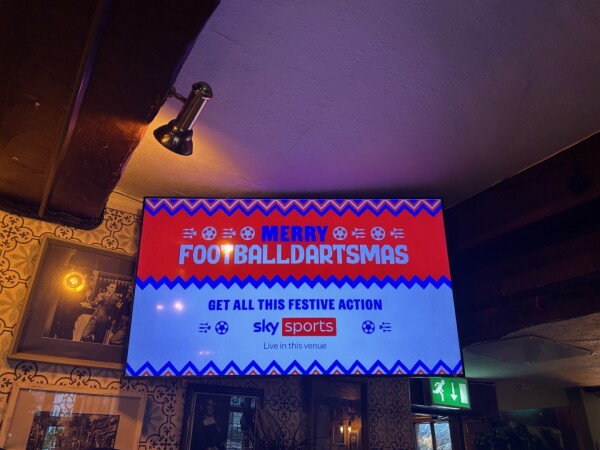 MERRY
FOOTBALLDARTSMAS
GET ALL THIS FESTIVE ACTION
sky sports
Live in this venue